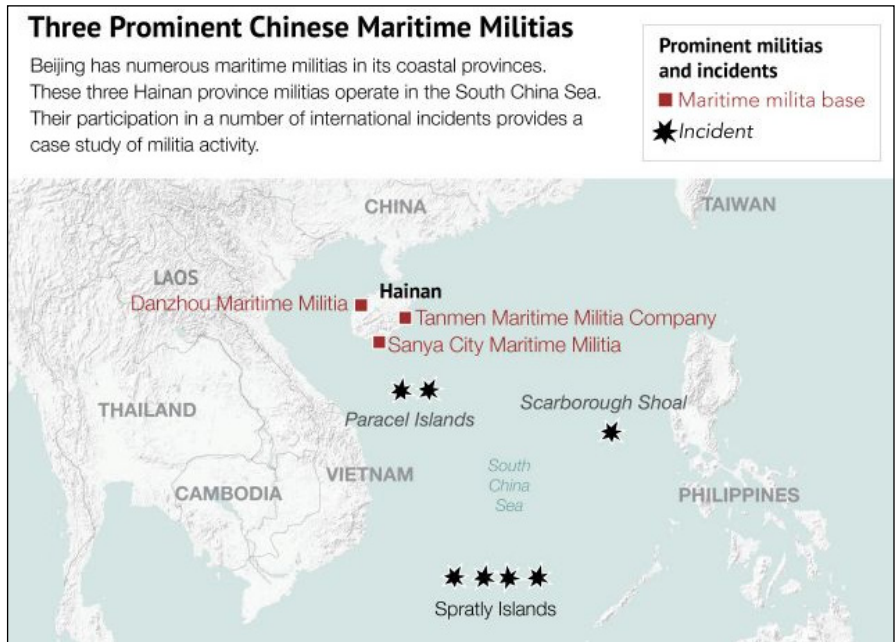 Three Prominent Chinese Maritime Militias
Beijing has numerous maritime militias in its coastal provinces.
These three Hainan province militias operate in the South China Sea.
Their participation in a number of international incidents provides a
case study of militia activity.
Prominent militias
and incidents
Maritime milita base
Incident
CHINA
TAIWAN
LAOS
Hainan
Danzhou Maritime Militia
Tanmen Maritime Militia Company
Sanya City Maritime Militia
THAILAND
Paracel Islands
Scarborough Shoal
VIETNAM
South
China
Sea
CAMBODIA
PHILIPPINES
Spratly Islands